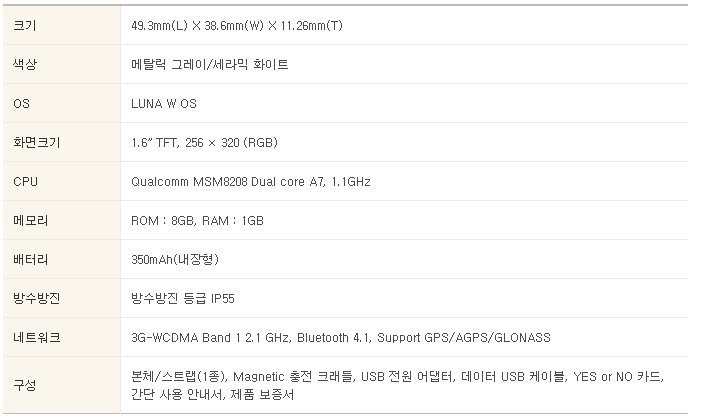 크기 49.3mm(L) X 38.6mm(W) X 11.26mm(T)
색상 메탈릭 그레이/세라믹 화이트
OS LUNA W OS
화면크기 1.6” TFT, 256 × 320 (RGB)
CPU Qualcomm MSM8208 Dual core A7, 1.1GHz
메모리 ROM : 8GB, RAM : 1GB
배터리 350mAh(내장형)
방수방진 방수방진 등급 IP55
네트워크 3G-WCDMA Band 1 2.1 GHz, Bluetooth 4.1, Support GPS/AGPS/GLONASS
구성 본체/스트랩(1종), Magnetic 충전 크래들, USB 전원 어댑터, 데이터 USB 케이블, YES or NO 카드,
간단 사용 안내서, 제품 보증서